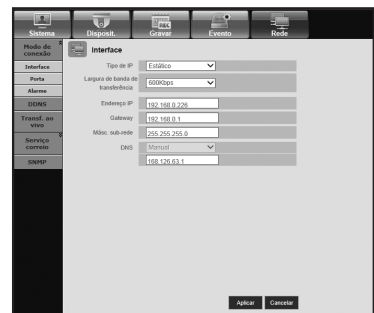 Sistema
Disposit.
REC
Gravar
Evento
Rede
Modo de
conexão
Interface
Porta
Alarme
DDNS
Transf. ao
vivo
Serviço
correio
SNMP
Interface
Tipo de IP Estático
Largura de banda de
transferência 600Kbps
Endereço IP 192.168.0.226
Gateway 192.168.0.1
Másc. sub-rede 255.255.255.0
DNS Manual
168.126.63.1
Aplicar Cancelar